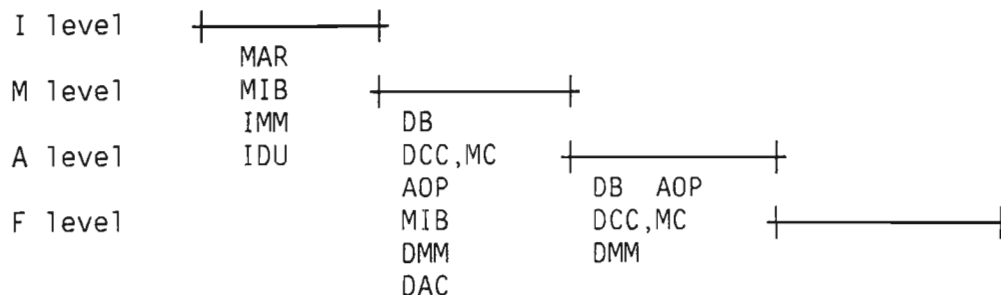 I level
MAR
M level MIB
IMM DB
A level IDU DCC,MC
AOP DB AOP
F level MIB DCC,MC
DMM DMM
DAC